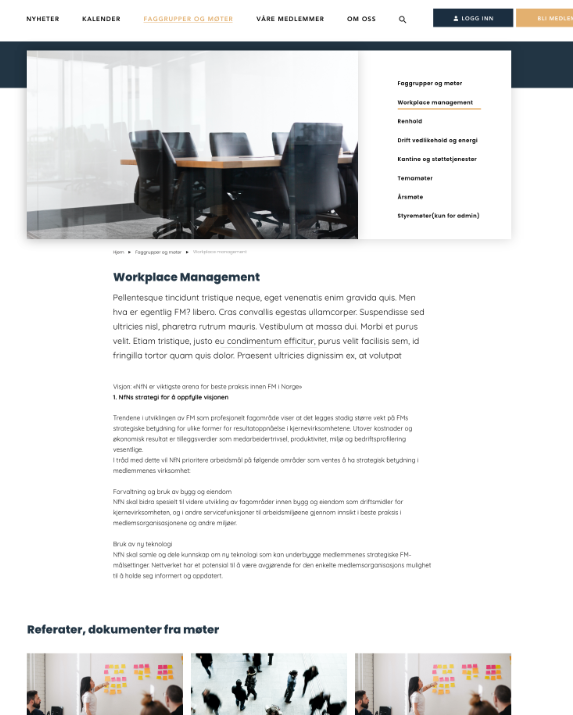 NYHETER KALENDER FAGGRUPPER OG MØTER VÅRE MEDLEMMER OM OSS LOGG INN BLI MEDLEM
Faggrupper og møter
Workplace management
Renhold
Drift vedlikehold og energi
Kantine og støttetjenester
Temamøter
Årsmøte
Styremøter(kun for admin)
Hjem ▸ Faggrupper og møter ▸ Workplace management
Workplace Management
Pellentesque tincidunt tristique neque, eget venenatis enim gravida quis. Men
hva er egentlig FM? libero. Cras convallis egestas ullamcorper. Suspendisse sed
ultricies nisl, pharetra rutrum mauris. Vestibulum at massa dui. Morbi et purus
velit. Etiam tristique, justo eu condimentum efficitur, purus velit facilisis sem, id
fringilla tortor quam quis dolor. Praesent ultricies dignissim ex, at volutpat
Visjon: «NfN er viktigste arena for beste praksis innen FM i Norge»
1. NfNs strategi for å oppfylle visjonen
Trendene i utviklingen av FM som profesjonelt fagområde viser at det legges stadig større vekt på FMs
strategiske betydning for ulike former for resultatoppnåelse i kjernevirksomhetene. Utover kostnader og
økonomisk resultat er tilleggsverdier som medarbeidertrivsel, produktivitet, miljø og bedriftsprofilering
vesentlige.
I tråd med dette vil NfN prioritere arbeidsmål på følgende områder som ventes å ha strategisk betydning i
medlemmenes virksomhet.
Forvaltning og bruk av bygg og eiendom
NfN skal bidra spesielt til videre utvikling av fagområder innen bygg og eiendom som driftsmidler for
kjernevirksomheten, og i andre servicefunksjoner til arbeidsmiljøene gjennom innsikt i beste praksis i
medlemsorganisasjonene og andre miljøer.
Bruk av ny teknologi
NfN skal samle og dele kunnskap om ny teknologi som kan underbygge medlemmenes strategiske FM-
målsettinger. Nettverket har et potensial til å være avgjørende for den enkelte medlemsorganisasjons mulighet
til å holde seg informert og oppdatert.
Referater, dokumenter fra møter